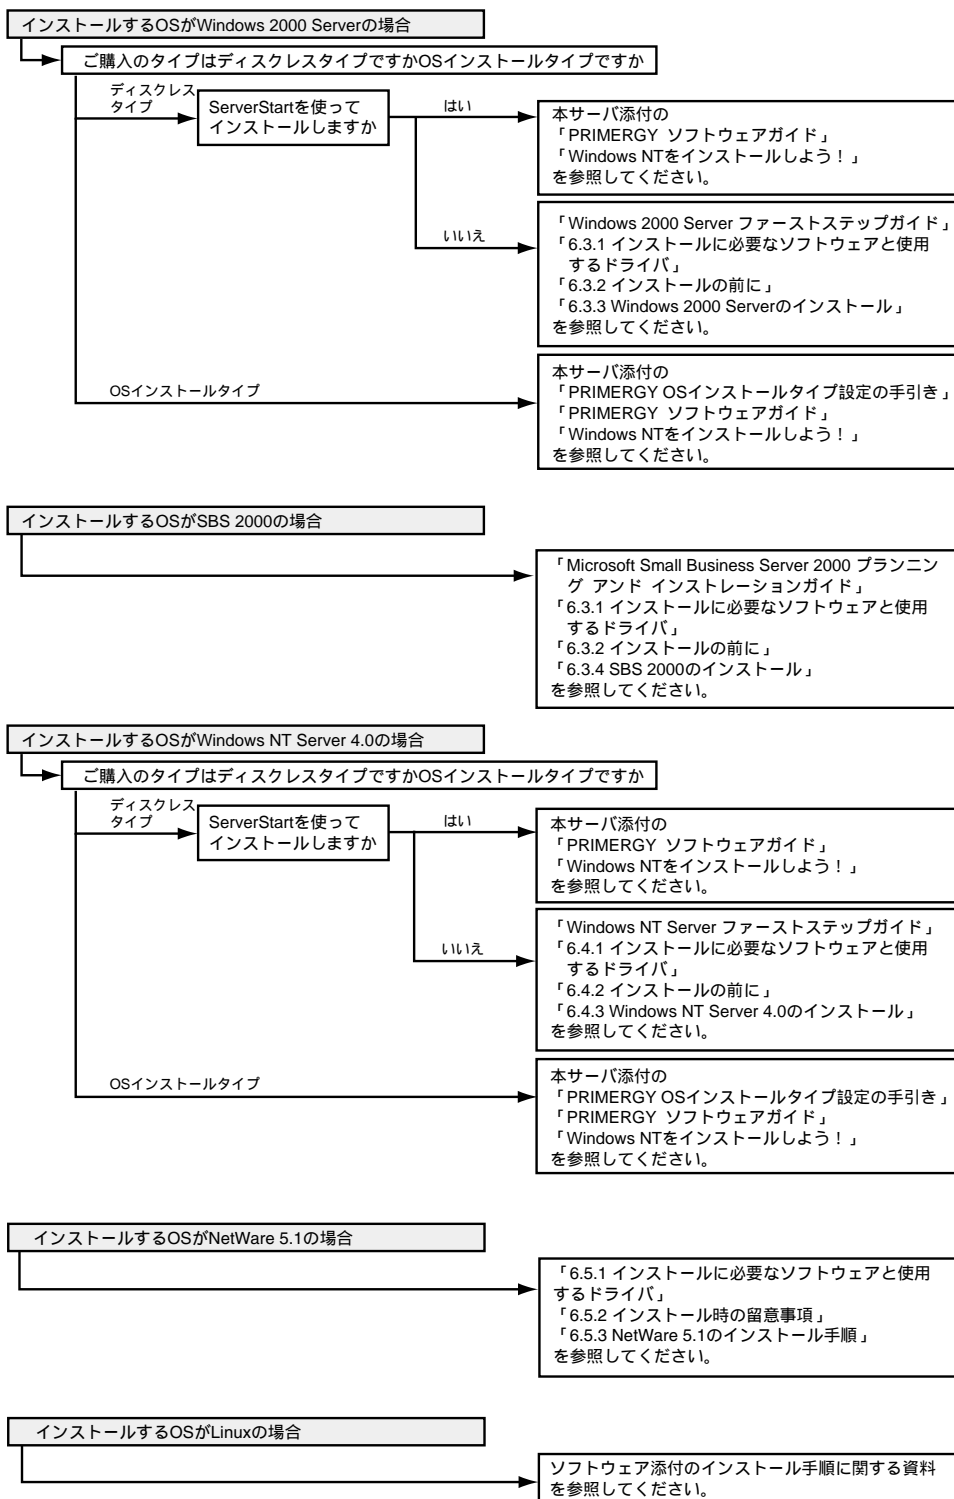 インストールするOSがWindows 2000 Serverの場合
ご購入のタイプはディスクレスタイプですかOSインストールタイプですか
ディスクレス
タイプ
ServerStartを使って
インストールしますか
はい
本サーバ添付の
「PRIMERGY ソフトウェアガイド」
「Windows NTをインストールしよう！」
を参照してください。
いいえ
「Windows 2000 Server ファーストステップガイド」
「6.3.1 インストールに必要なソフトウェアと使用
するドライバ」
「6.3.2 インストールの前に」
「6.3.3 Windows 2000 Serverのインストール」
を参照してください。
OSインストールタイプ
本サーバ添付の
「PRIMERGY OSインストールタイプ設定の手引き」
「PRIMERGY ソフトウェアガイド」
「Windows NTをインストールしよう！」
を参照してください。
インストールするOSがSBS 2000の場合
「Microsoft Small Business Server 2000 プランニン
グ アンド インストレーションガイド」
「6.3.1 インストールに必要なソフトウェアと使用
するドライバ」
「6.3.2 インストールの前に」
「6.3.4 SBS 2000のインストール」
を参照してください。
インストールするOSがWindows NT Server 4.0の場合
ご購入のタイプはディスクレスタイプですかOSインストールタイプですか
ディスクレス
タイプ
ServerStartを使って
インストールしますか
はい
本サーバ添付の
「PRIMERGY ソフトウェアガイド」
「Windows NTをインストールしよう！」
を参照してください。
いいえ
「Windows NT Server ファーストステップガイド」
「6.4.1 インストールに必要なソフトウェアと使用
するドライバ」
「6.4.2 インストールの前に」
「6.4.3 Windows NT Server 4.0のインストール」
を参照してください。
OSインストールタイプ
本サーバ添付の
「PRIMERGY OSインストールタイプ設定の手引き」
「PRIMERGY ソフトウェアガイド」
「Windows NTをインストールしよう！」
を参照してください。
インストールするOSがNetWare 5.1の場合
「6.5.1 インストールに必要なソフトウェアと使用
するドライバ」
「6.5.2 インストール時の留意事項」
「6.5.3 NetWare 5.1のインストール手順」
を参照してください。
インストールするOSがLinuxの場合
ソフトウェア添付のインストール手順に関する資料
を参照してください。